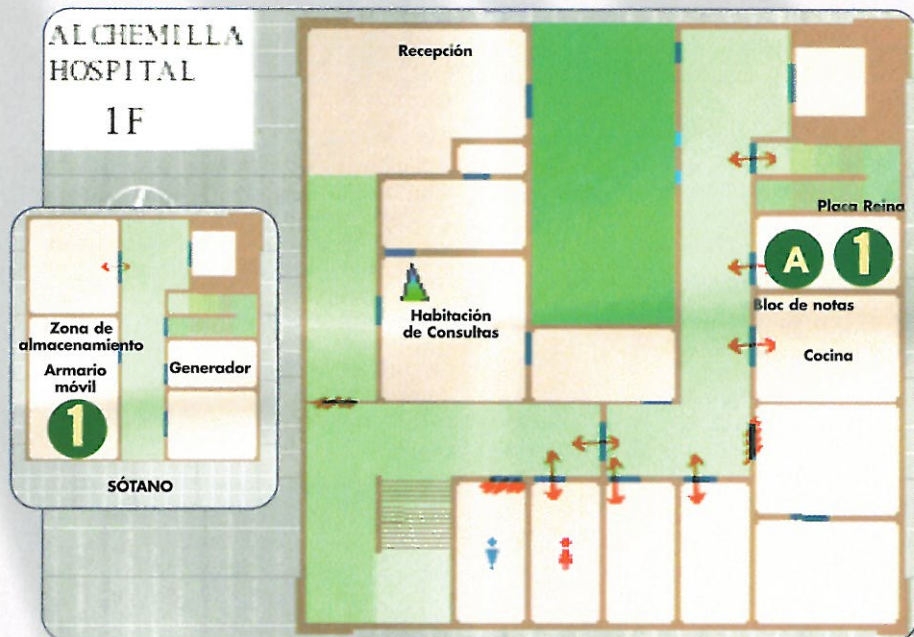 ALCHEMILLA
HOSPITAL
1F
Recepción
Placa Reina
A 1
Bloc de notas
Habitación
de Consultas
Cocina
Zona de
almacenamiento
Armario
móvil
1
Generador
SÓTANO